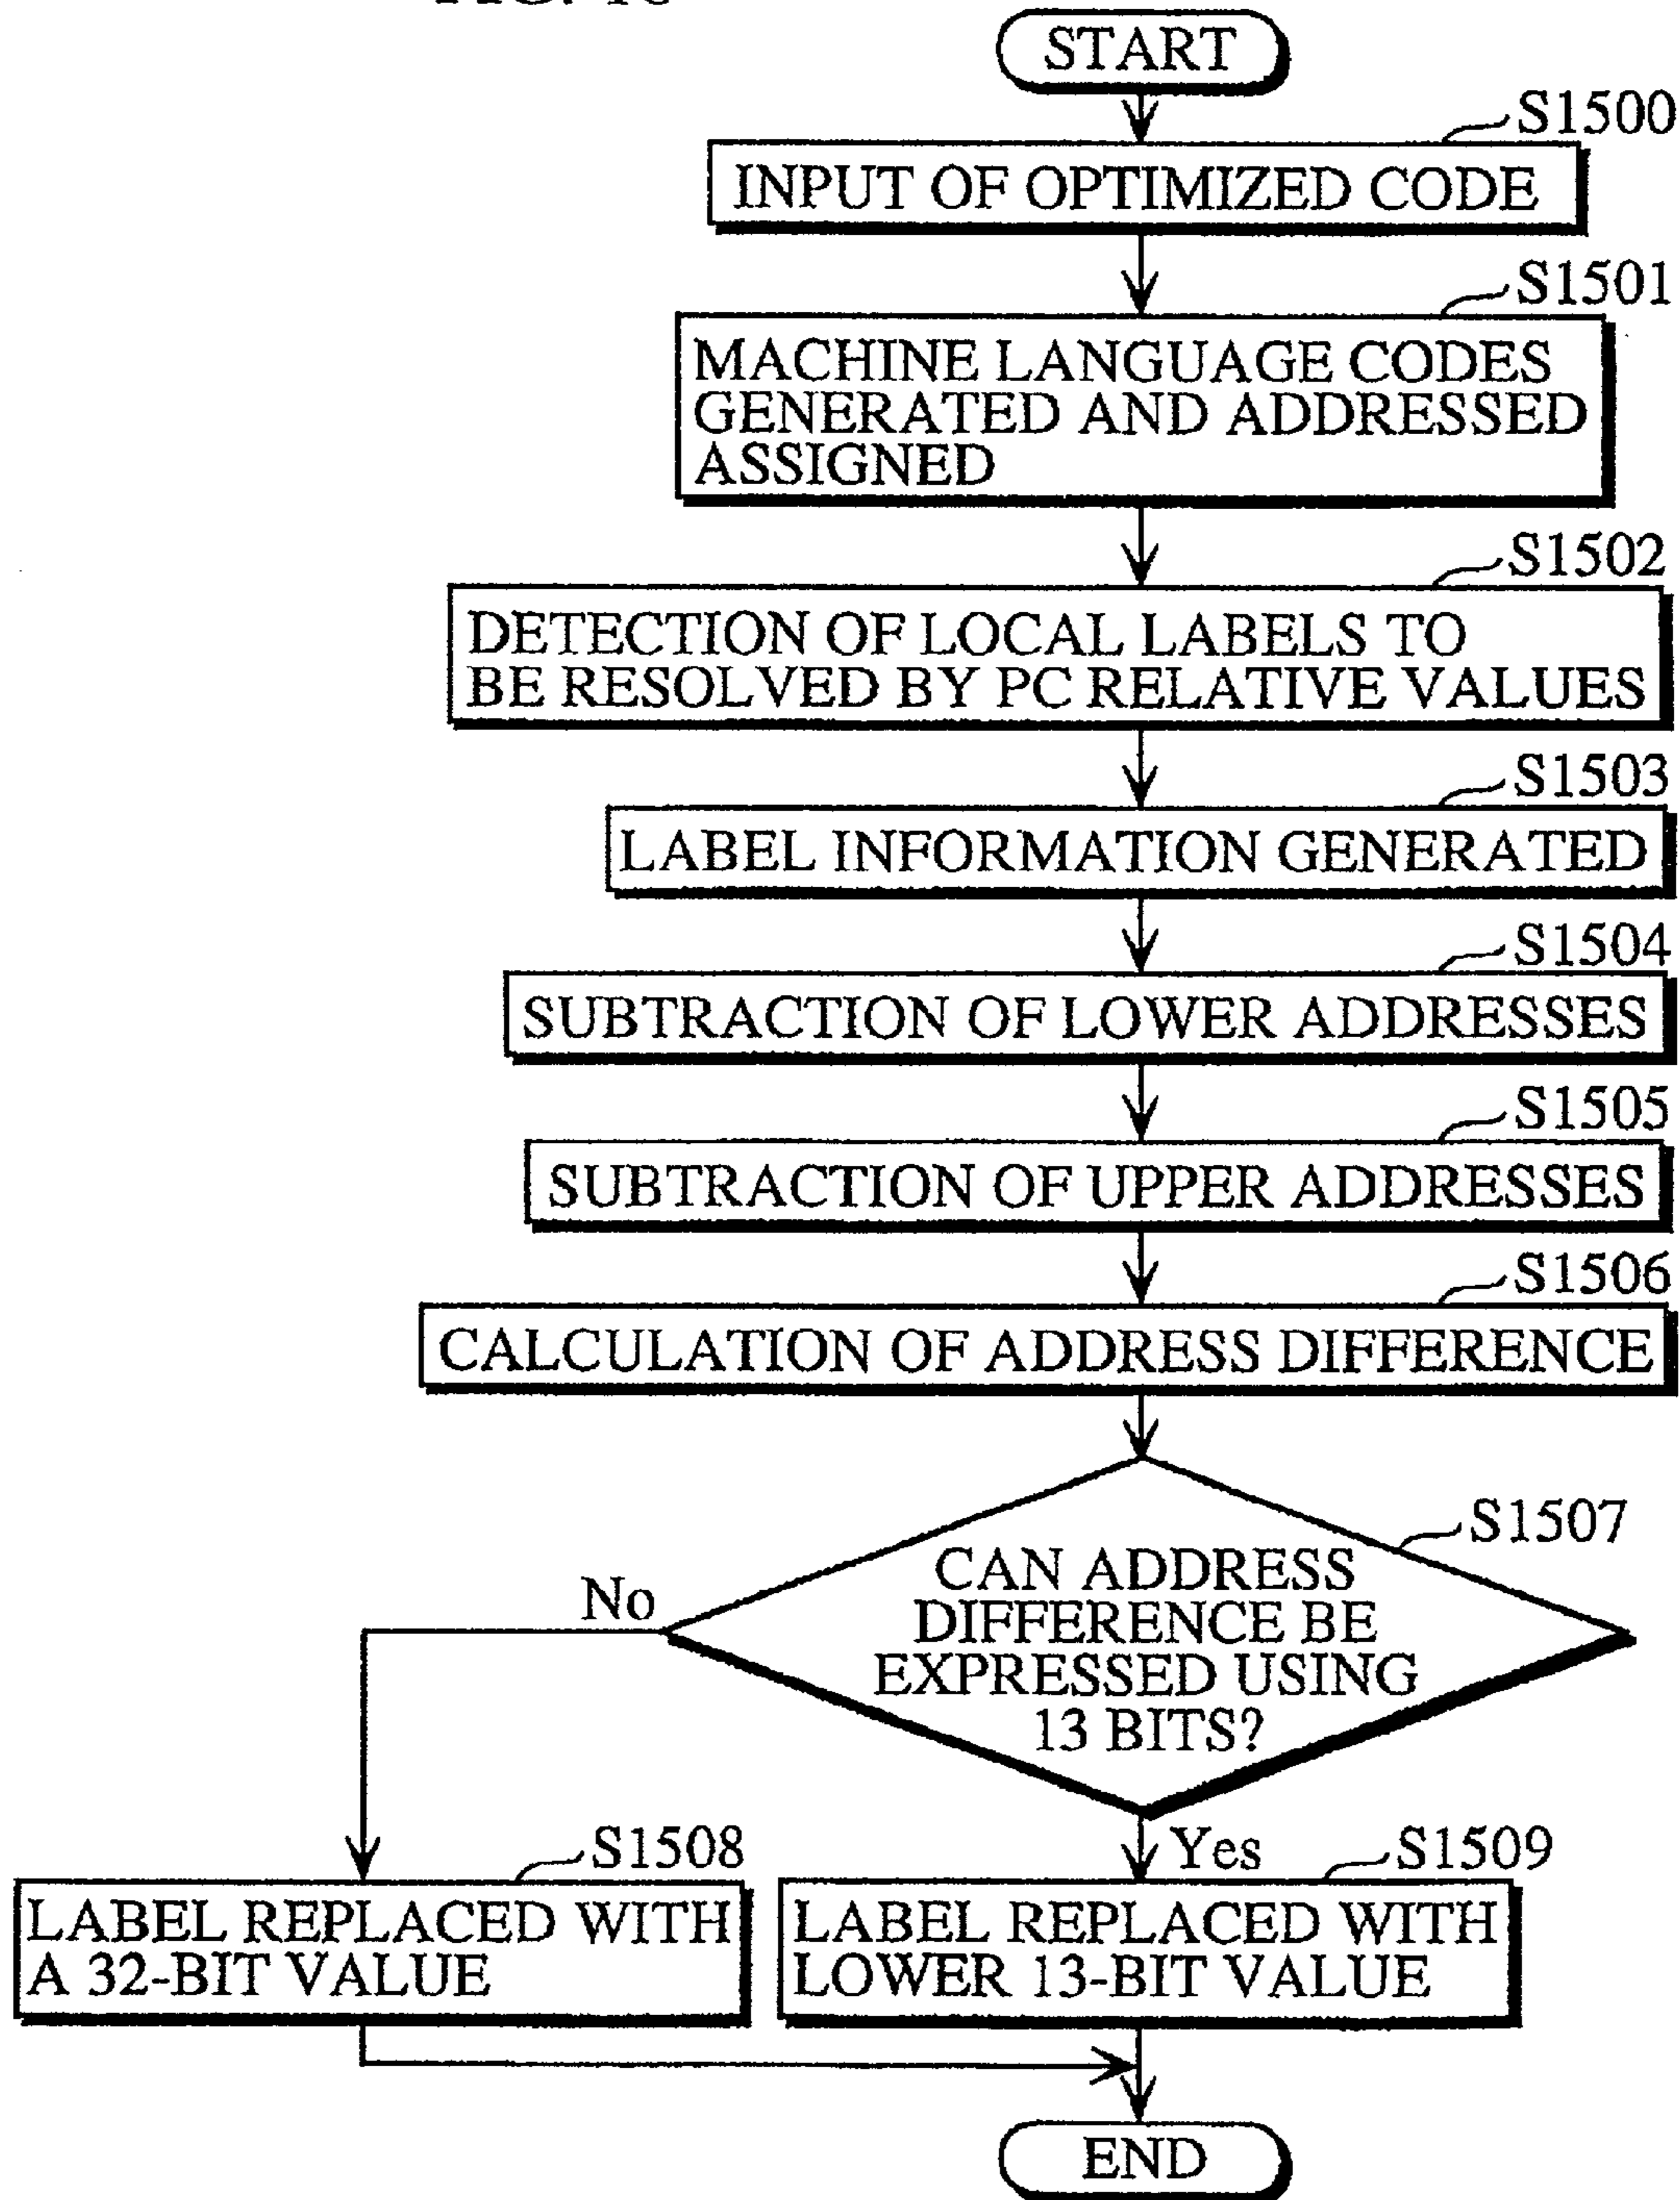 START
S1500
INPUT OF OPTIMIZED CODE
S1501
MACHINE LANGUAGE CODES
GENERATED AND ADDRESSED
ASSIGNED
S1502
DETECTION OF LOCAL LABELS TO
BE RESOLVED BY PC RELATIVE VALUES
S1503
LABEL INFORMATION GENERATED
S1504
SUBTRACTION OF LOWER ADDRESSES
S1505
SUBTRACTION OF UPPER ADDRESSES
S1506
CALCULATION OF ADDRESS DIFFERENCE
S1507
CAN ADDRESS
DIFFERENCE BE
EXPRESSED USING
13 BITS?
No
Yes
S1508
LABEL REPLACED WITH
A 32-BIT VALUE
S1509
LABEL REPLACED WITH
LOWER 13-BIT VALUE
END